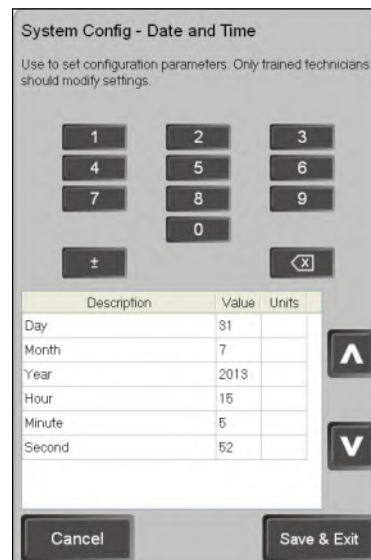 System Config - Date and Time
Use to set configuration parameters. Only trained technicians
should modify settings.
1 2 3
4 5 6
7 8 9
0
±
Description Value Units
Day 31
Month 7
Year 2013
Hour 15
Minute 5
Second 52
Cancel Save & Exit